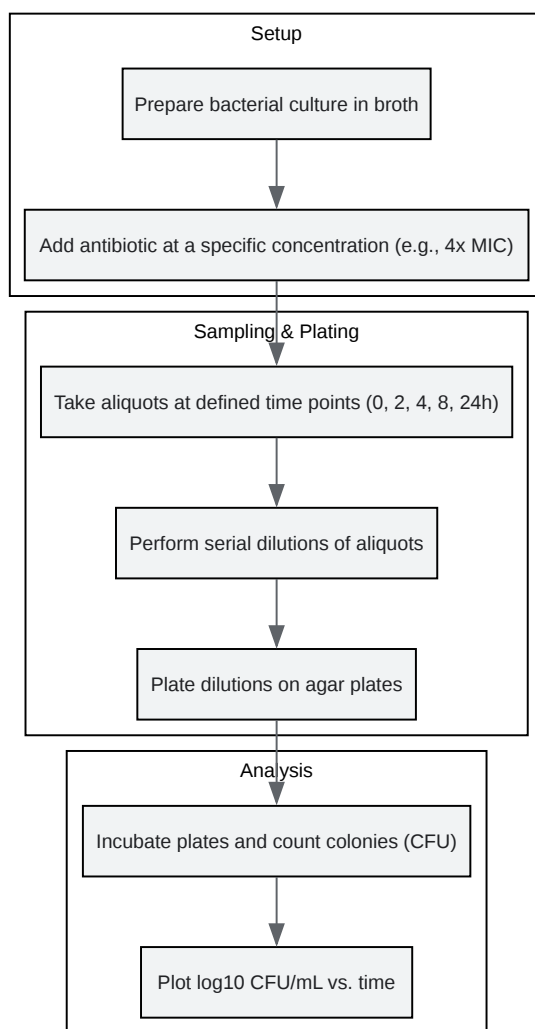 Setup
Prepare bacterial culture in broth
Add antibiotic at a specific concentration (e.g., 4x MIC)
Sampling & Plating
Take aliquots at defined time points (0, 2, 4, 8, 24h)
Perform serial dilutions of aliquots
Plate dilutions on agar plates
Analysis
Incubate plates and count colonies (CFU)
Plot log10 CFU/mL vs. time